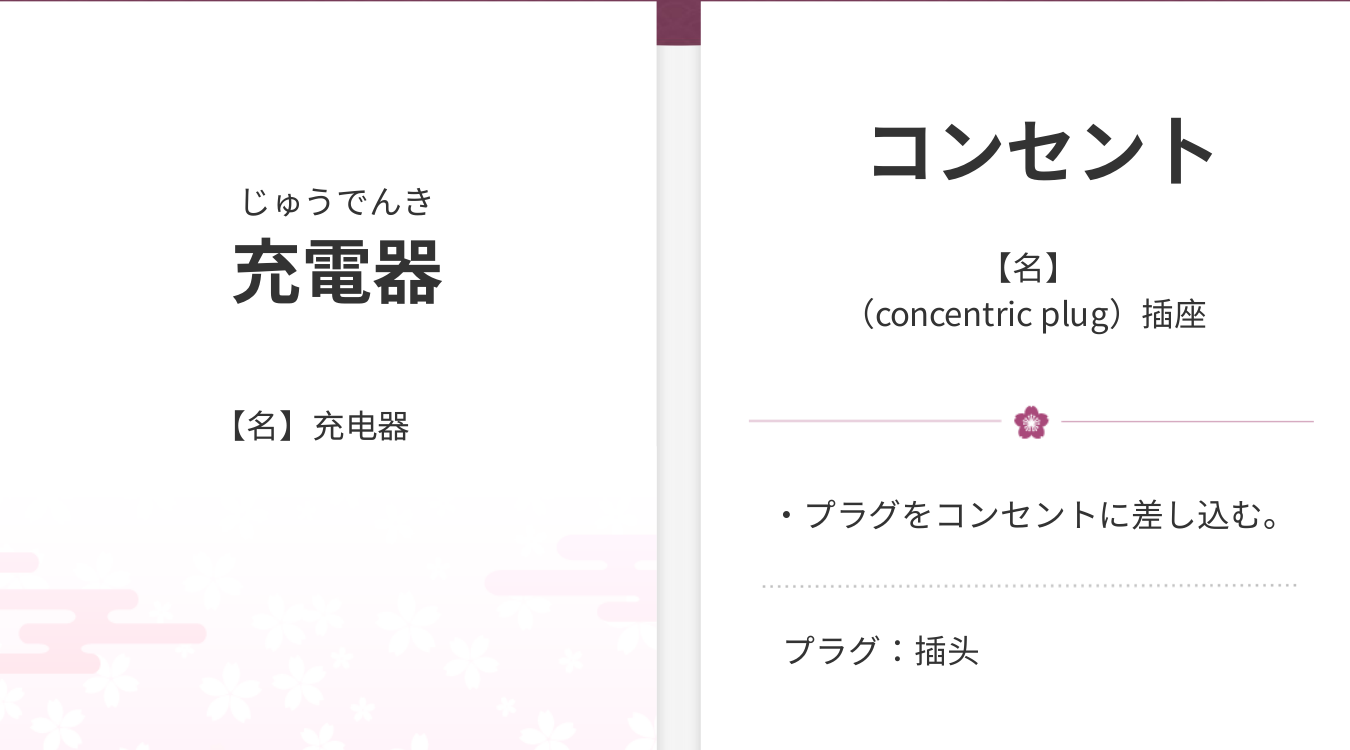 じゅうでんき
充電器
【名】充电器
コンセント
【名】
（concentric plug）插座
・プラグをコンセントに差し込む。
プラグ：插头